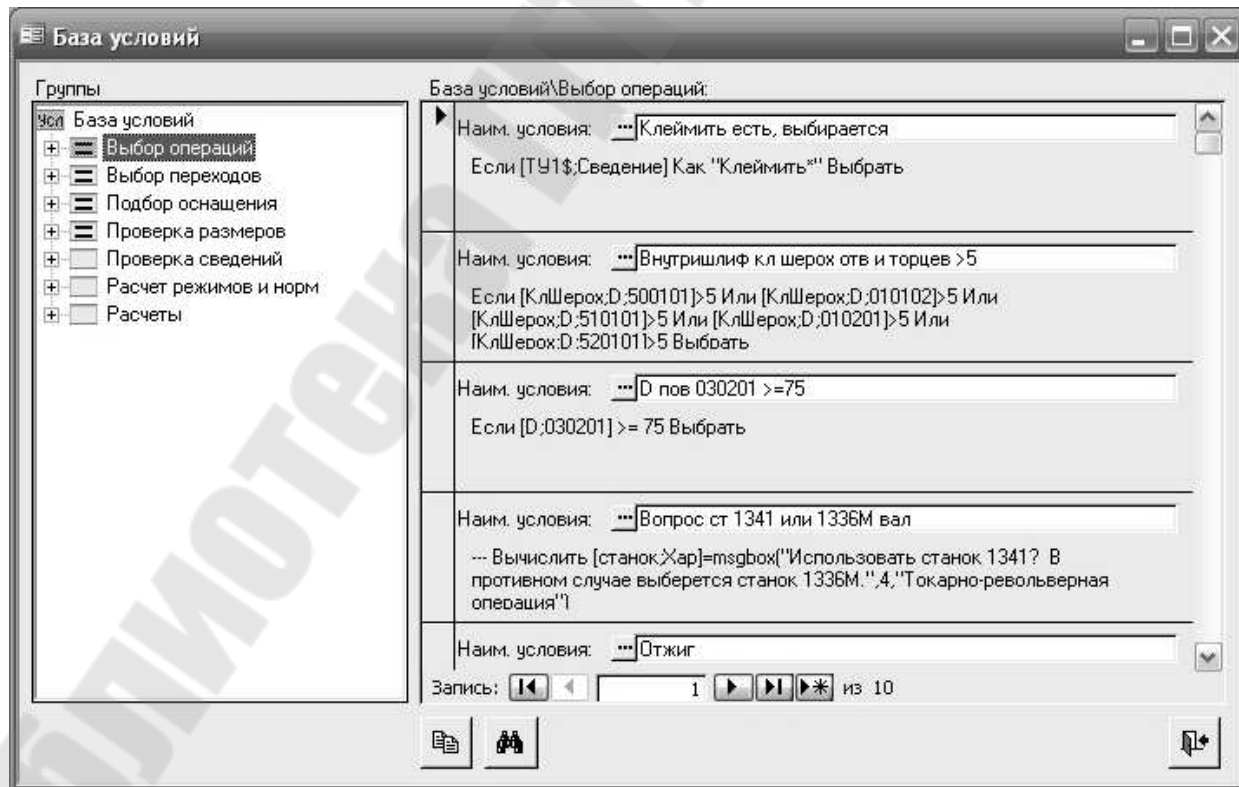 База условий
Группы
Усл База условий
Выбор операций
Выбор переходов
Подбор оснащения
Проверка размеров
Проверка сведений
Расчет режимов и норм
Расчеты
База условий\Выбор операций:
Наим. условия: ... Клеймить есть, выбирается
Если [ТУ1$;Сведение] Как "Клеймить*" Выбрать
Наим. условия: ... Внутришлиф кл шерох отв и торцев >5
Если [КлШерох;D;500101]>5 Или [КлШерох;D;010102]>5 Или
[КлШерох;D;510101]>5 Или [КлШерох;D;010201]>5 Или
[КлШерох;D;520101]>5 Выбрать
Наим. условия: ... D пов 030201 >=75
Если [D;030201] >= 75 Выбрать
Наим. условия: ... Вопрос ст 1341 или 1336М вал
--- Вычислить [станок;Хар]=msgbox("Использовать станок 1341? В
противном случае выберется станок 1336М.",4,"Токарно-револьверная
операция")
Наим. условия: ... Отжиг
Запись: 1 из 10